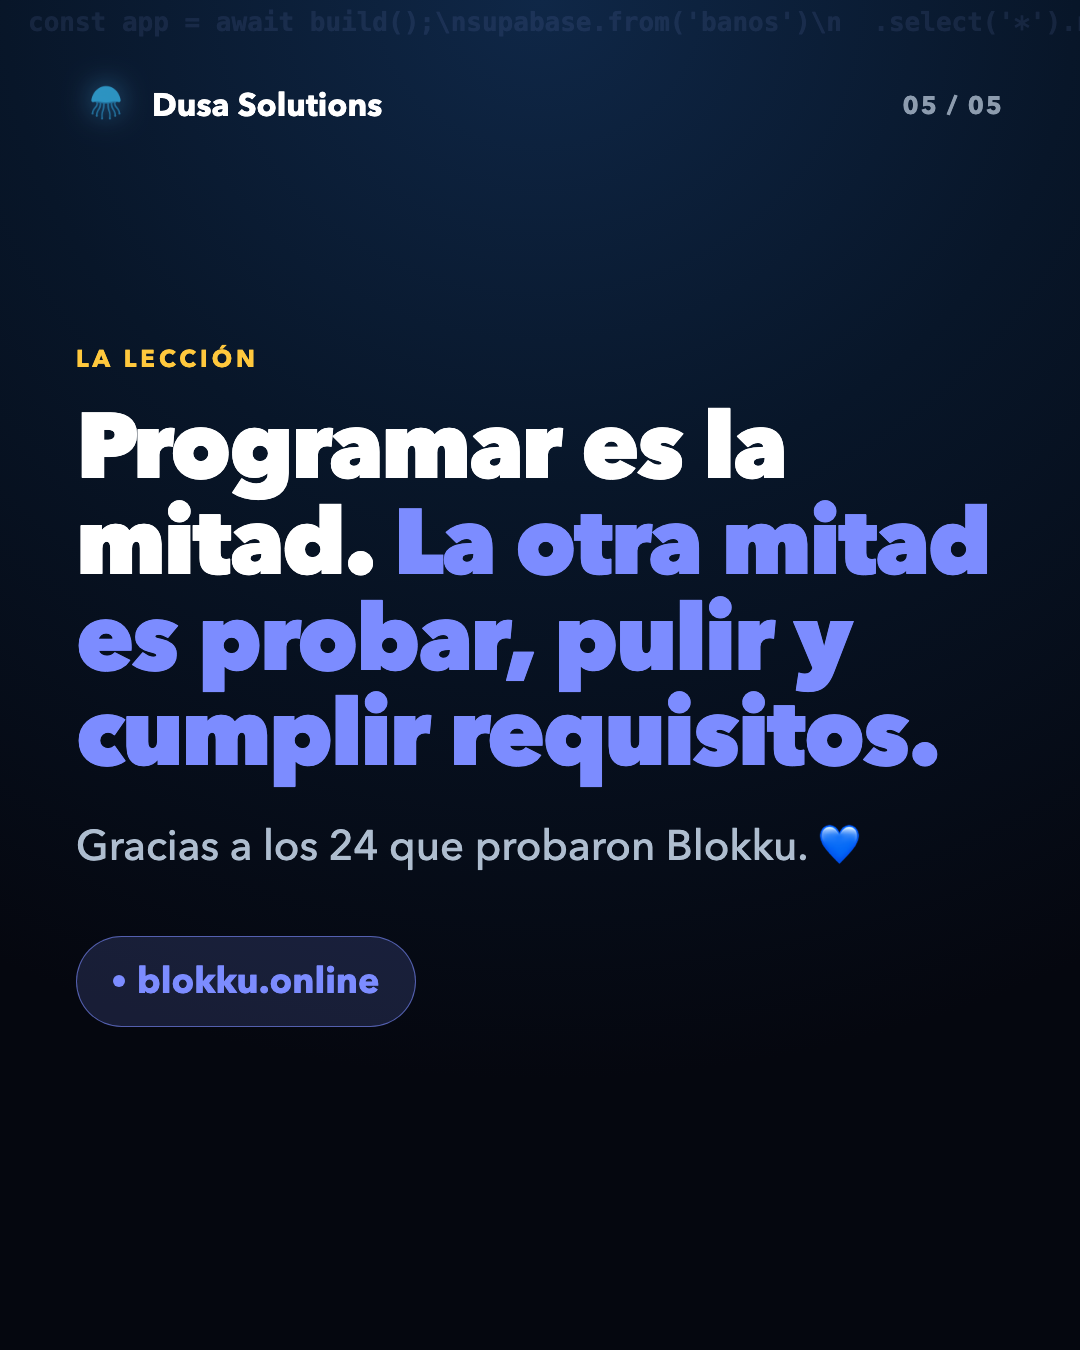 const app = await build();\nsupabase.from('banos')\n  .select('*').
Dusa Solutions
05 / 05
LA LECCIÓN
Programar es la
mitad. La otra mitad
es probar, pulir y
cumplir requisitos.
Gracias a los 24 que probaron Blokku. 💙
• blokku.online